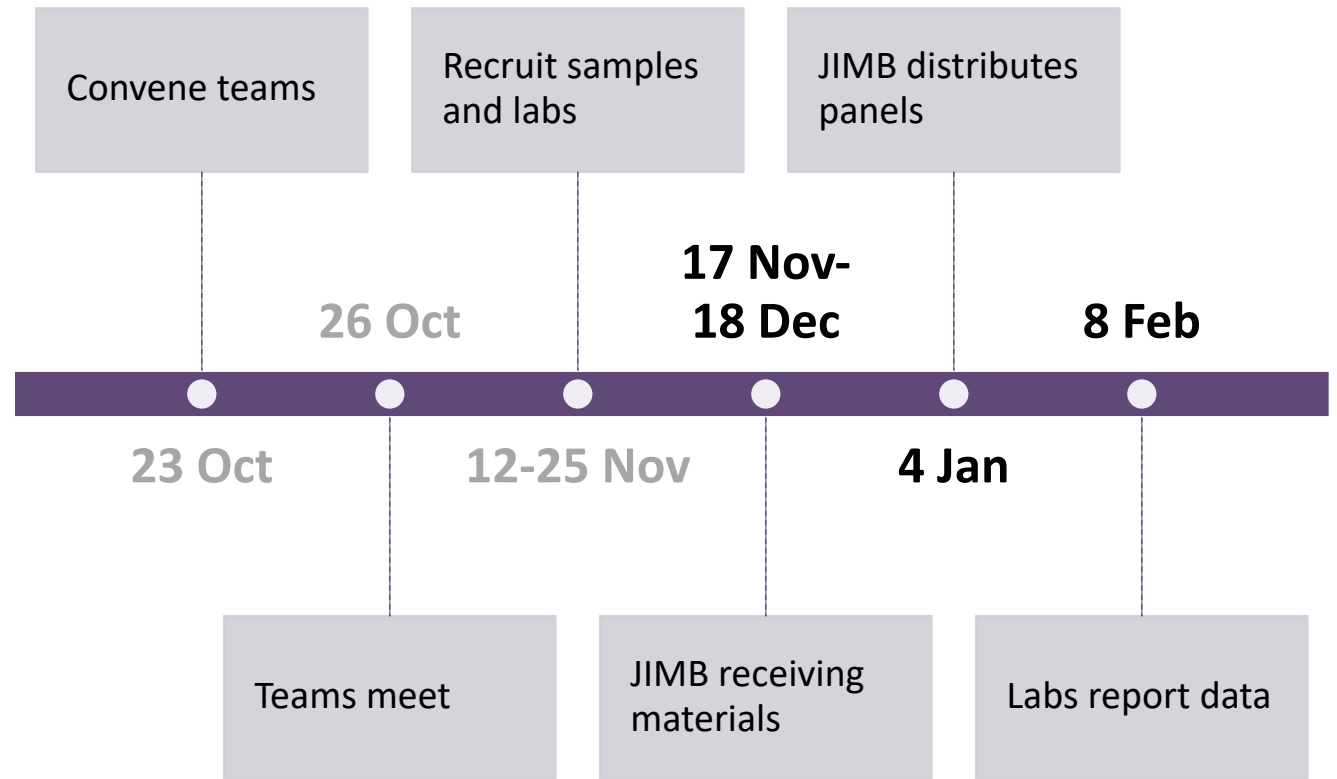 Convene teams
Recruit samples
and labs
JIMB distributes
panels
26 Oct
17 Nov-
18 Dec
8 Feb
23 Oct
12-25 Nov
4 Jan
Teams meet
JIMB receiving
materials
Labs report data